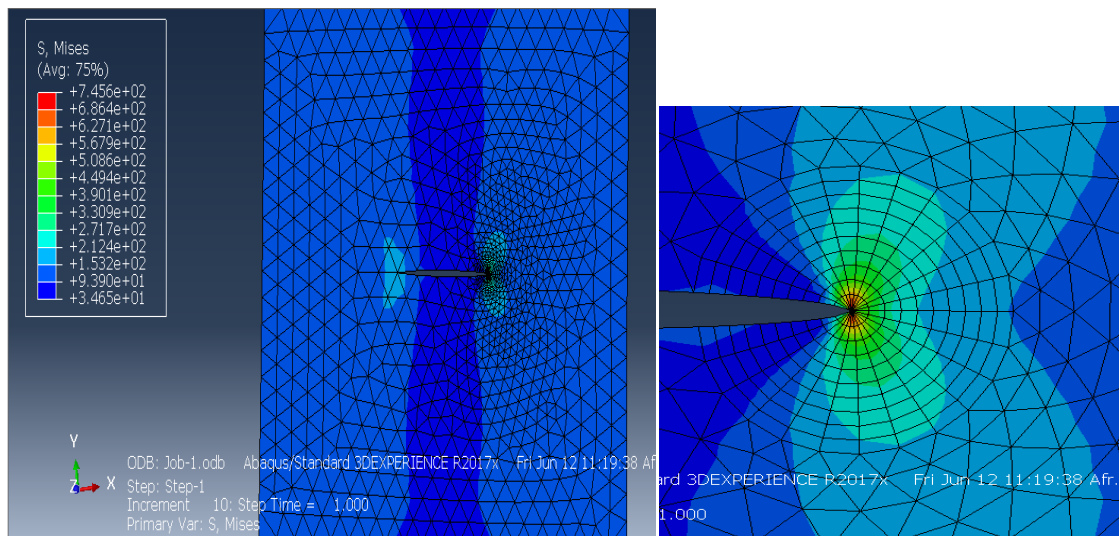 S, Mises
(Avg: 75%)
+7.456e+02
+6.864e+02
+6.271e+02
+5.679e+02
+5.086e+02
+4.494e+02
+3.901e+02
+3.309e+02
+2.717e+02
+2.124e+02
+1.532e+02
+9.390e+01
+3.465e+01
Y
Z X
ODB: Job-1.odb Abaqus/Standard 3DEXPERIENCE R2017x Fri Jun 12 11:19:38 Af
Step: Step-1
Increment 10: Step Time = 1.000
Primary Var: S, Mises
ard 3DEXPERIENCE R2017x Fri Jun 12 11:19:38 Afr.
1.000